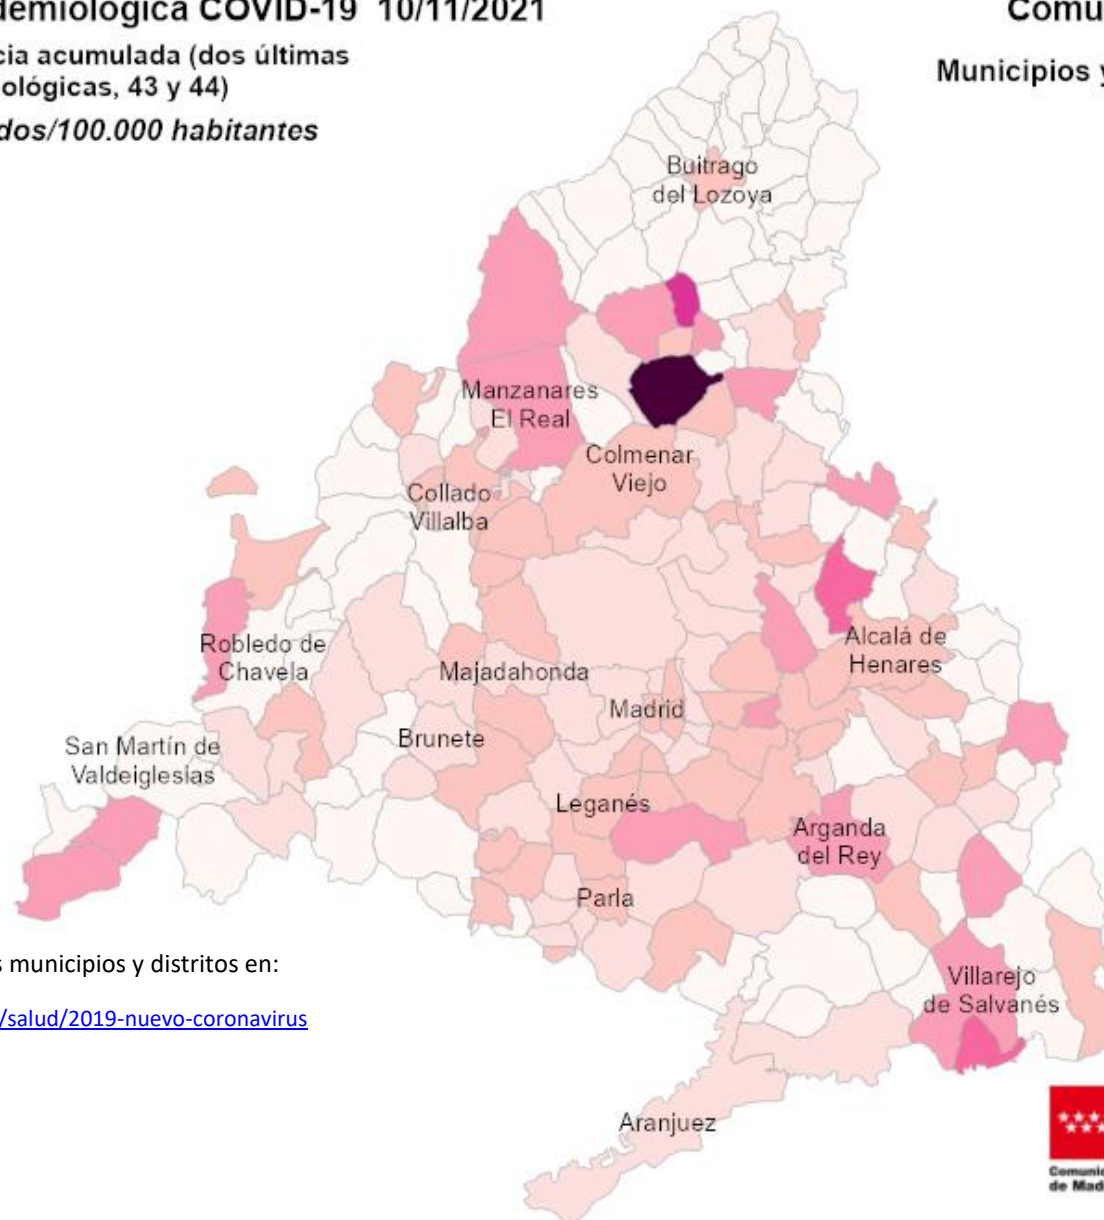 demiológica COVID-19 10/11/2021
cia acumulada (dos últimas
ológicas, 43 y 44)
dos/100.000 habitantes
Comu
Municipios y
Buitrago
del Lozoya
Manzanares
El Real
Colmenar
Viejo
Collado
Villalba
Robledo de
Chavela
Majadahonda
Alcalá de
Henares
Madrid
San Martín de
Valdeiglesias
Brunete
Leganés
Arganda
del Rey
Parla
s municipios y distritos en:
/salud/2019-nuevo-coronavirus
Villarejo
de Salvanés
Aranjuez
Comunid
de Mad